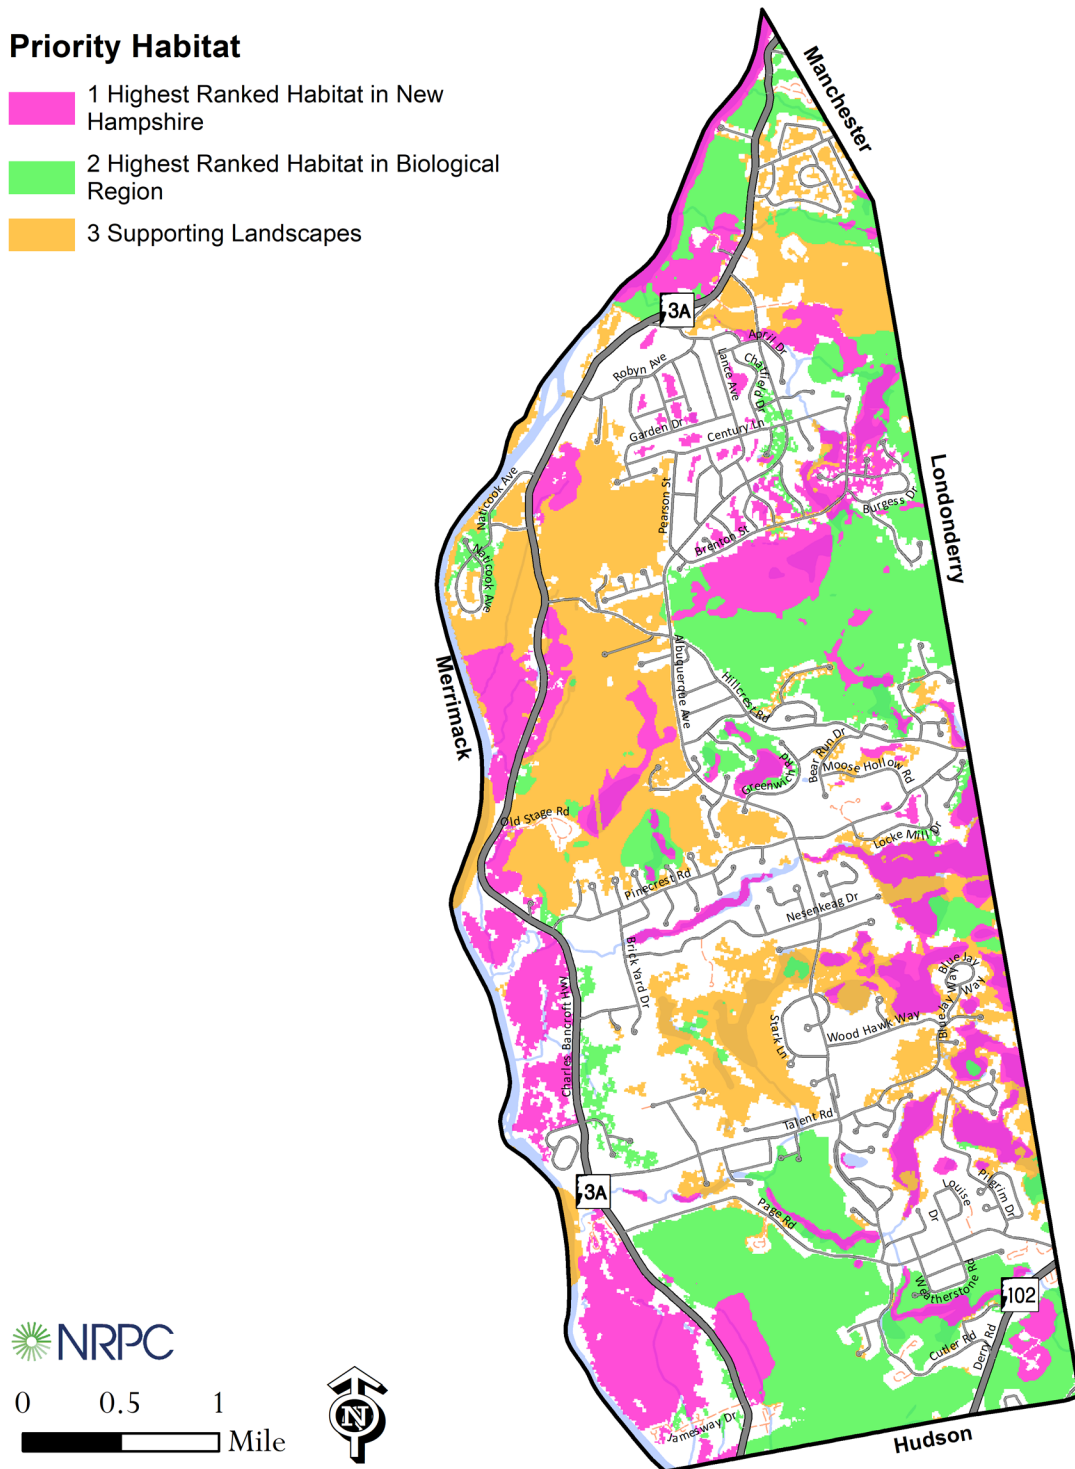 Priority Habitat
1 Highest Ranked Habitat in New
Hampshire
2 Highest Ranked Habitat in Biological
Region
3 Supporting Landscapes
Manchester
3A
April Dr
Robyn Ave
Lance Ave
Chatfield Dr
Garden Dr
Century Ln
Londonderry
Naticook Ave
Pearson St
Burgess Dr
Brenton St
Naticook Ave
Merrimack
Albuquerque Ave
Hillcrest Rd
Bear Run Dr
Moose Hollow Rd
Greenwich Rd
Old Stage Rd
Locke Mill Dr
Pinecrest Rd
Nesenkeag Dr
Brick Yard Dr
Blue Jay Way
Blue Jay Way
Charles Bancroft Hwy
Stark Ln
Wood Hawk Way
Talent Rd
3A
Page Rd
Louise Dr
Pilgrim Dr
Weatherstone Rd
102
Cutler Rd
Derry Rd
Jamesway Dr
Hudson
NRPC
0 0.5 1
Mile
N